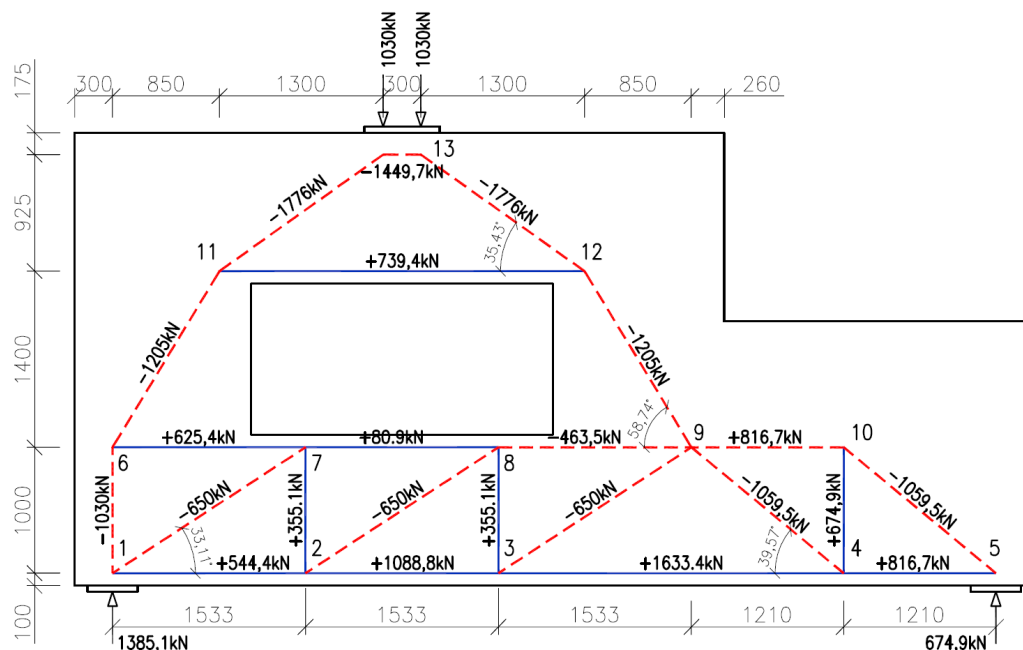 1030kN
1030kN
300
850
1300
300
1300
850
260
175
925
1400
1000
100
13
-1449,7kN
-1776kN
-1776kN
35,43°
11
12
+739,4kN
-1205kN
-1205kN
58,74°
+625,4kN
+80.9kN
-463,5kN
9
+816,7kN
10
6
7
8
-1030kN
-650kN
+355.1kN
-650kN
+355.1kN
-650kN
-1059,5kN
+674,9kN
-1059,5kN
33,11°
39,57°
1
+544,4kN
2
+1088,8kN
3
+1633.4kN
4
+816,7kN
5
1533
1533
1533
1210
1210
1385,1kN
674,9kN